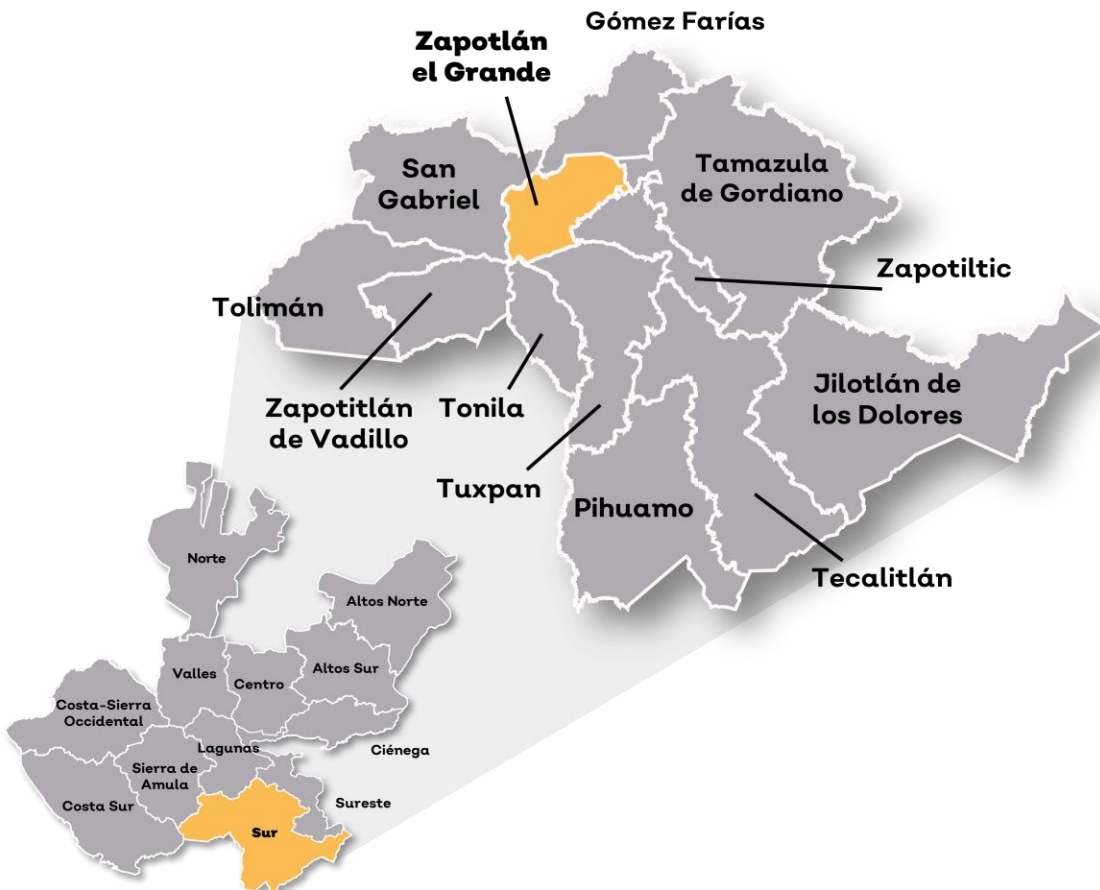 Gómez Farías
Zapotlán
el Grande
San
Gabriel
Tamazula
de Gordiano
Zapotiltic
Tolimán
Jilotlán de
los Dolores
Zapotitlán
de Vadillo
Tonila
Tuxpan
Pihuamo
Tecalitlán
Norte
Altos Norte
Valles
Centro
Altos Sur
Costa-Sierra
Occidental
Lagunas
Ciénega
Sierra de
Amula
Costa Sur
Sureste
Sur